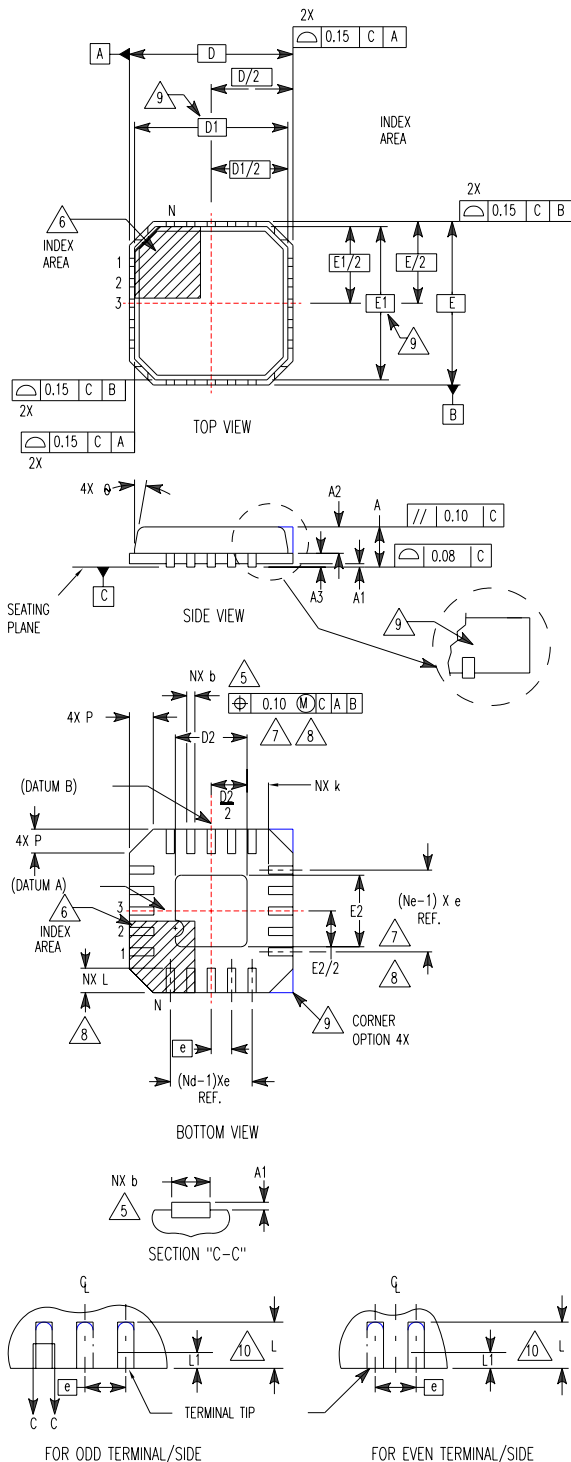 2X
0.15 C A
A
D
D/2
9
D1
INDEX
AREA
D1/2
2X
0.15 C B
N
6
INDEX
AREA
1
2
3
E1/2
E/2
E1
E
9
0.15 C B
2X
B
0.15 C A
2X
TOP VIEW
4X θ
A2
A
// 0.10 C
0.08 C
C
A3
A1
SEATING
PLANE
SIDE VIEW
9
NX b
5
0.10 M C A B
4X P
D2
7
8
(DATUM B)
D2
2
NX k
4X P
(DATUM A)
6
INDEX
AREA
3
2
1
E2
(Ne-1) X e
REF.
7
E2/2
8
NX L
8
N
9
CORNER
OPTION 4X
e
(Nd-1)Xe
REF.
BOTTOM VIEW
NX b
A1
5
SECTION "C-C"
CL
CL
10
L
L1
10
L
L1
e
e
C C
TERMINAL TIP
FOR ODD TERMINAL/SIDE
FOR EVEN TERMINAL/SIDE